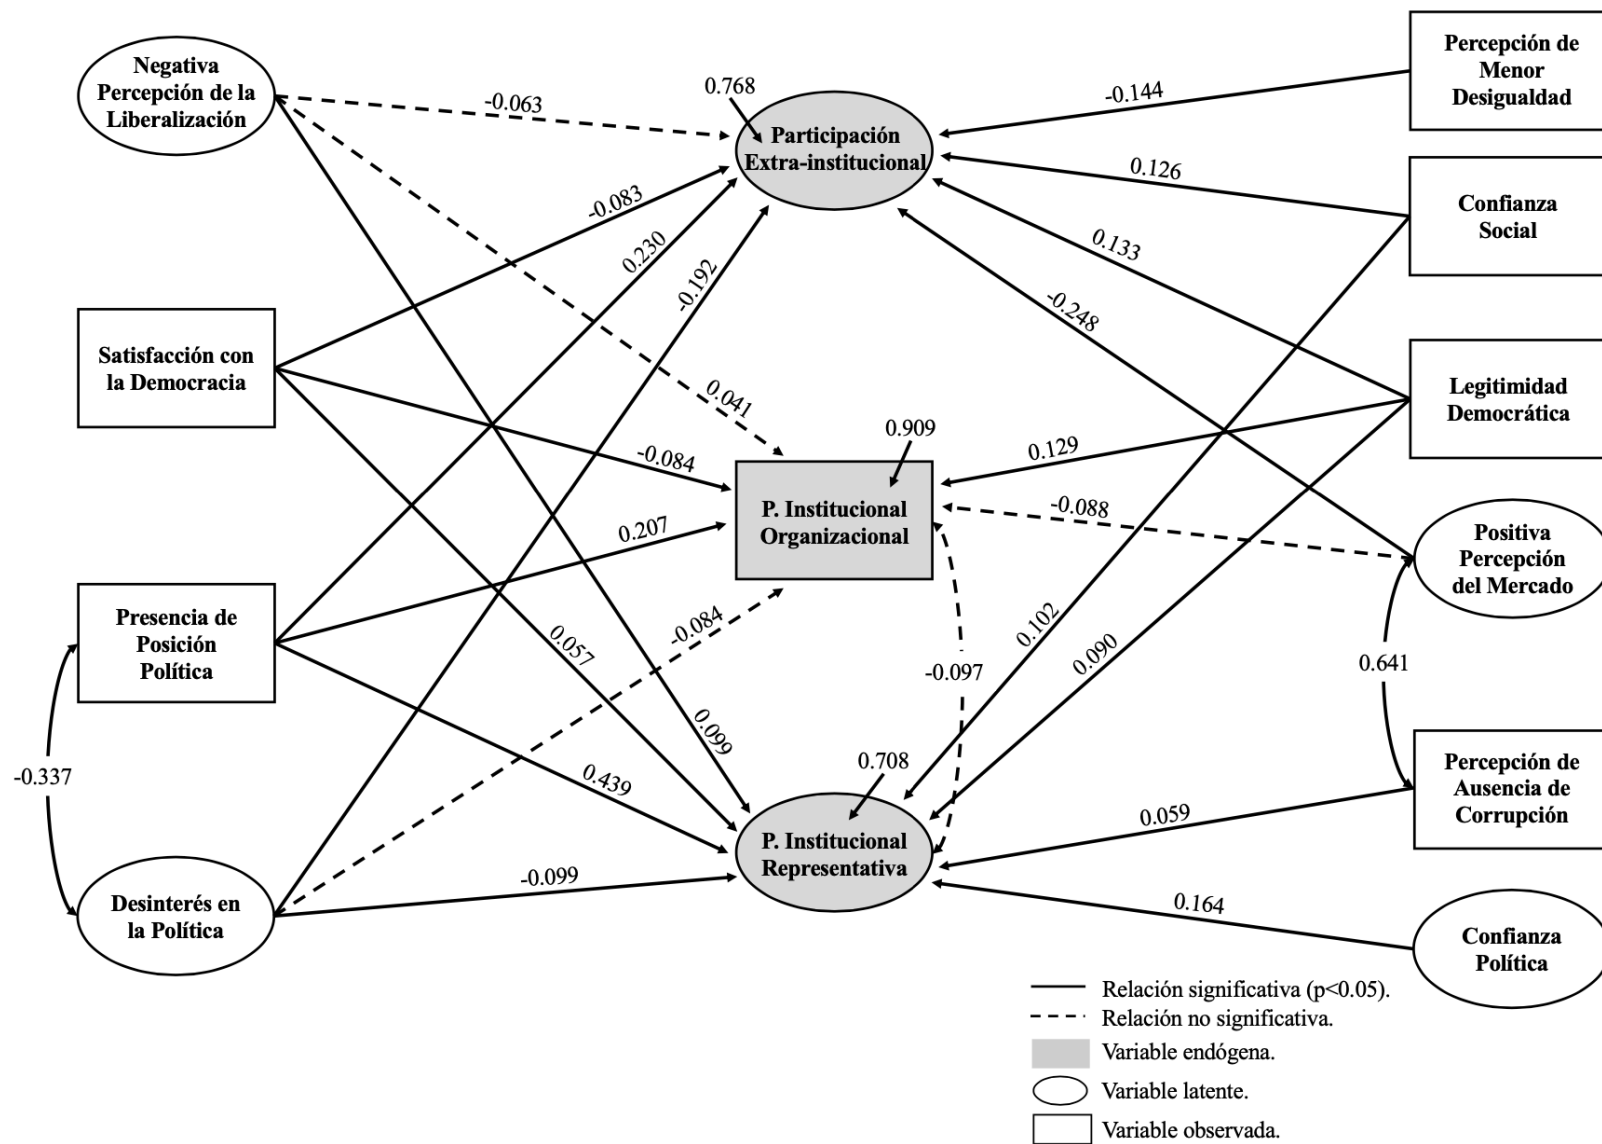 Negativa
Percepción de la
Liberalización
Satisfacción con
la Democracia
Presencia de
Posición
Política
Desinterés en
la Política
-0.337
-0.063
-0.083
0.230
-0.192
0.041
-0.084
0.207
-0.084
0.057
0.099
0.439
-0.099
0.768
Participación
Extra-institucional
0.909
P. Institucional
Organizacional
0.708
P. Institucional
Representativa
-0.144
0.126
0.133
-0.248
0.129
-0.088
0.102
0.090
-0.097
0.641
0.059
0.164
Percepción de
Menor
Desigualdad
Confianza
Social
Legitimidad
Democrática
Positiva
Percepción
del Mercado
Percepción de
Ausencia de
Corrupción
Confianza
Política
Relación significativa (p<0.05).
Relación no significativa.
Variable endógena.
Variable latente.
Variable observada.